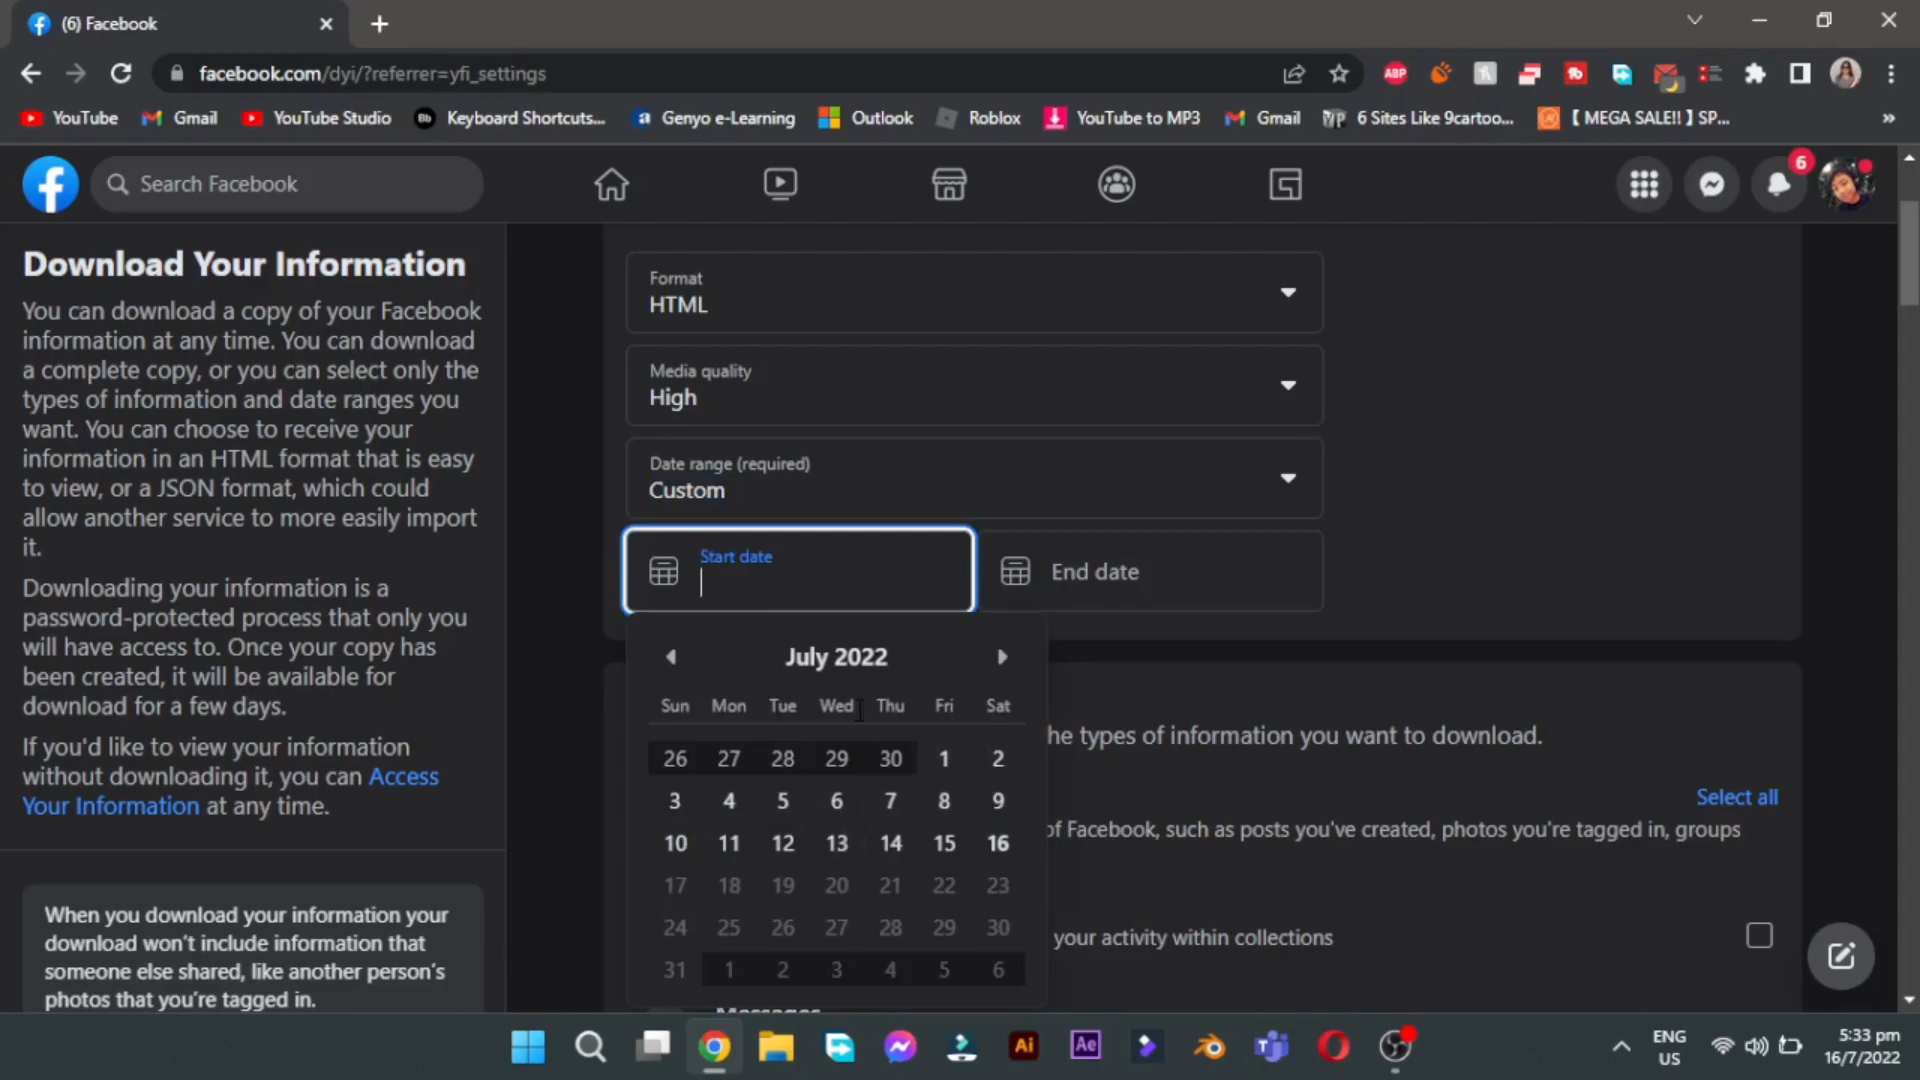 (6) Facebook
facebook.com/dyi/?referrer=yfi_settings
ABP
YouTube
Gmail
YouTube Studio
Bb
Keyboard Shortcuts...
Genyo e-Learning
Outlook
Roblox
YouTube to MP3
Gmail
6 Sites Like 9cartoo...
【 MEGA SALE!! 】 SP...
Search Facebook
6
Download Your Information
You can download a copy of your Facebook
information at any time. You can download
a complete copy, or you can select only the
types of information and date ranges you
want. You can choose to receive your
information in an HTML format that is easy
to view, or a JSON format, which could
allow another service to more easily import
it.
Downloading your information is a
password-protected process that only you
will have access to. Once your copy has
been created, it will be available for
download for a few days.
If you'd like to view your information
without downloading it, you can Access
Your Information at any time.
When you download your information your
download won't include information that
someone else shared, like another person's
photos that you're tagged in.
Format
HTML
Media quality
High
Date range (required)
Custom
Start date
End date
July 2022
Sun Mon Tue Wed Thu Fri Sat
26 27 28 29 30 1 2
3 4 5 6 7 8 9
10 11 12 13 14 15 16
17 18 19 20 21 22 23
24 25 26 27 28 29 30
31 1 2 3 4 5 6
he types of information you want to download.
Select all
of Facebook, such as posts you've created, photos you're tagged in, groups
your activity within collections
Messages
Ai
Ae
ENG
US
5:33 pm
16/7/2022